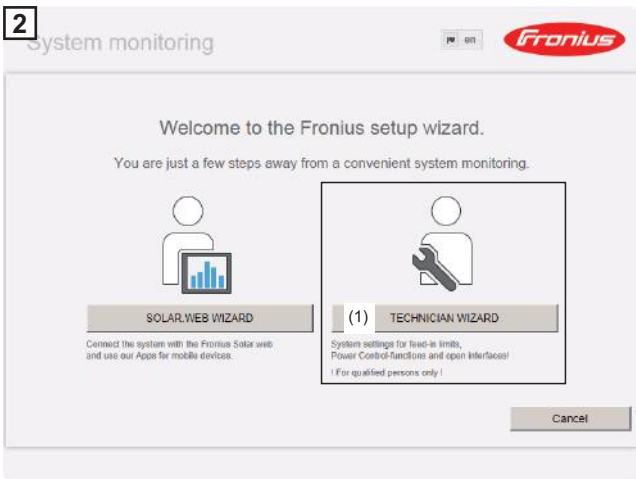 2
System monitoring
en
Fronius
Welcome to the Fronius setup wizard.
You are just a few steps away from a convenient system monitoring.
SOLAR.WEB WIZARD
(1) TECHNICIAN WIZARD
Connect the system with the Fronius Solar.web
and use our Apps for mobile devices.
System settings for feed-in limits,
Power Control-functions and open interfaces!
! For qualified persons only !
Cancel